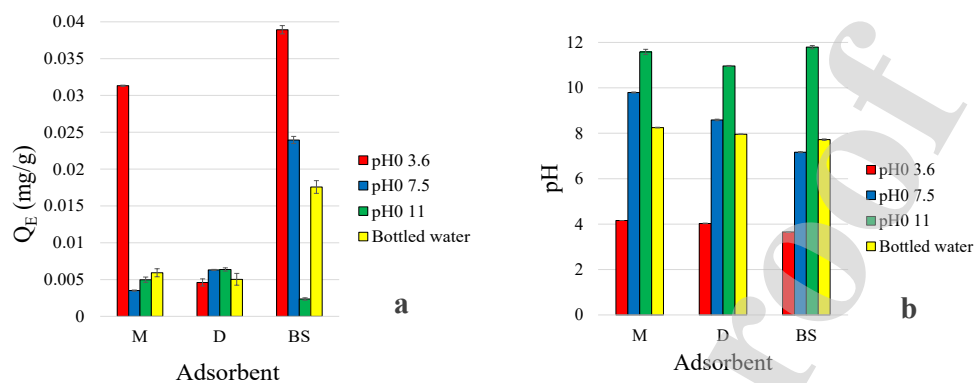 0.04
0.035
0.03
0.025
0.02
0.015
0.01
0.005
0
Q_E (mg/g)
M D BS
Adsorbent
pH0 3.6
pH0 7.5
pH0 11
Bottled water
a
12
10
8
6
4
2
0
pH
M D BS
Adsorbent
pH0 3.6
pH0 7.5
pH0 11
Bottled water
b
roof